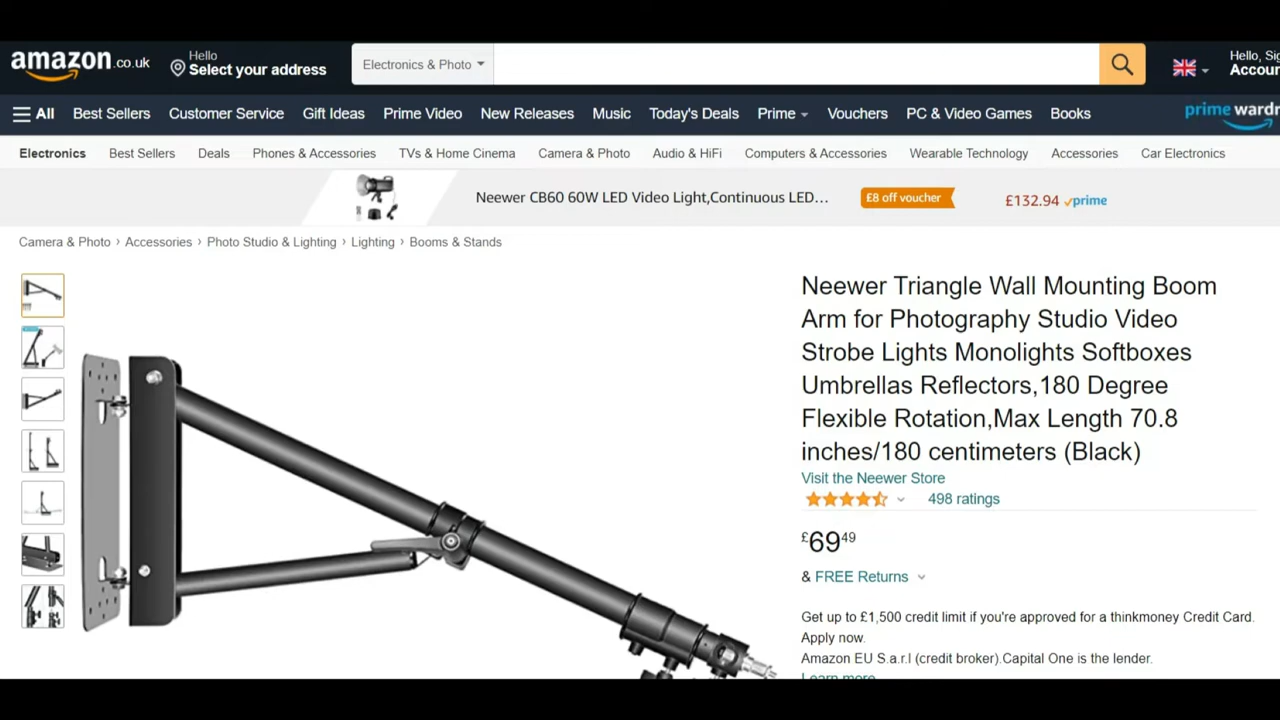 amazon.co.uk
Hello
Select your address
Electronics & Photo
Hello, Sig
Accour
All Best Sellers Customer Service Gift Ideas Prime Video New Releases Music Today's Deals Prime Vouchers PC & Video Games Books
prime wardr
Electronics Best Sellers Deals Phones & Accessories TVs & Home Cinema Camera & Photo Audio & HiFi Computers & Accessories Wearable Technology Accessories Car Electronics
Neewer CB60 60W LED Video Light,Continuous LED… £8 off voucher £132.94 prime
Camera & Photo › Accessories › Photo Studio & Lighting › Lighting › Booms & Stands
Neewer Triangle Wall Mounting Boom
Arm for Photography Studio Video
Strobe Lights Monolights Softboxes
Umbrellas Reflectors,180 Degree
Flexible Rotation,Max Length 70.8
inches/180 centimeters (Black)
Visit the Neewer Store
498 ratings
£69 49
& FREE Returns
Get up to £1,500 credit limit if you're approved for a thinkmoney Credit Card.
Apply now.
Amazon EU S.a.r.l (credit broker).Capital One is the lender.
Learn more